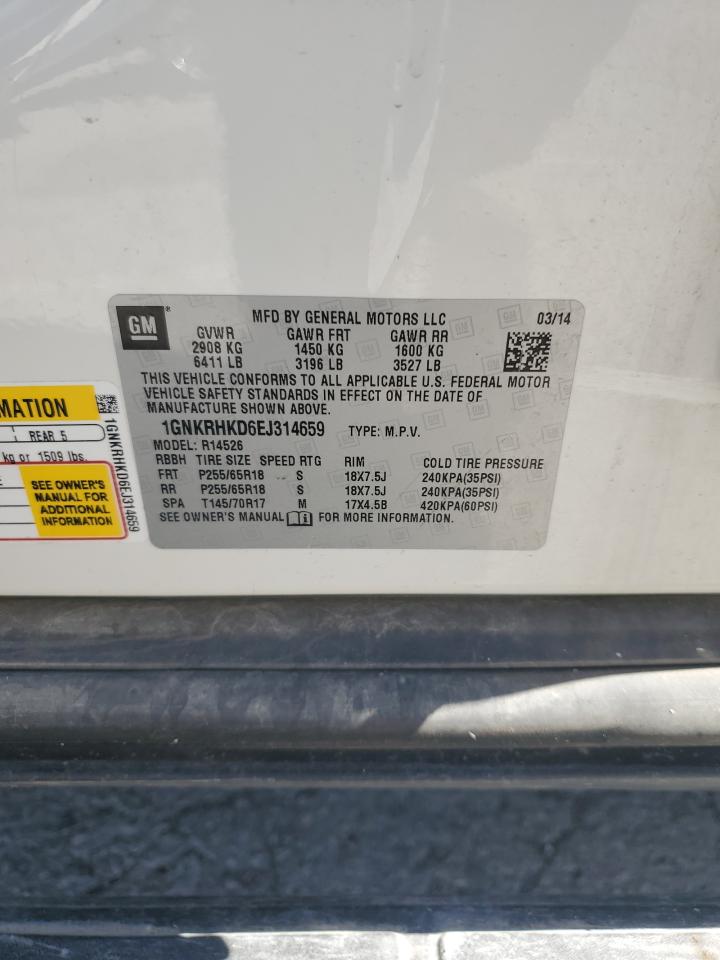 GM ®
MFD BY GENERAL MOTORS LLC 03/14
GVWR GAWR FRT GAWR RR
2908 KG 1450 KG 1600 KG
6411 LB 3196 LB 3527 LB
THIS VEHICLE CONFORMS TO ALL APPLICABLE U.S. FEDERAL MOTOR
VEHICLE SAFETY STANDARDS IN EFFECT ON THE DATE OF
MANUFACTURE SHOWN ABOVE.
1GNKRHKD6EJ314659 TYPE: M.P.V.
MODEL: R14526
RBBH TIRE SIZE SPEED RTG RIM COLD TIRE PRESSURE
FRT P255/65R18 S 18X7.5J 240KPA(35PSI)
RR P255/65R18 S 18X7.5J 240KPA(35PSI)
SPA T145/70R17 M 17X4.5B 420KPA(60PSI)
SEE OWNER'S MANUAL FOR MORE INFORMATION.
MATION
REAR 5
kg or 1509 lbs.
SEE OWNER'S
MANUAL FOR
ADDITIONAL
INFORMATION
1GNKRHKD6EJ314659